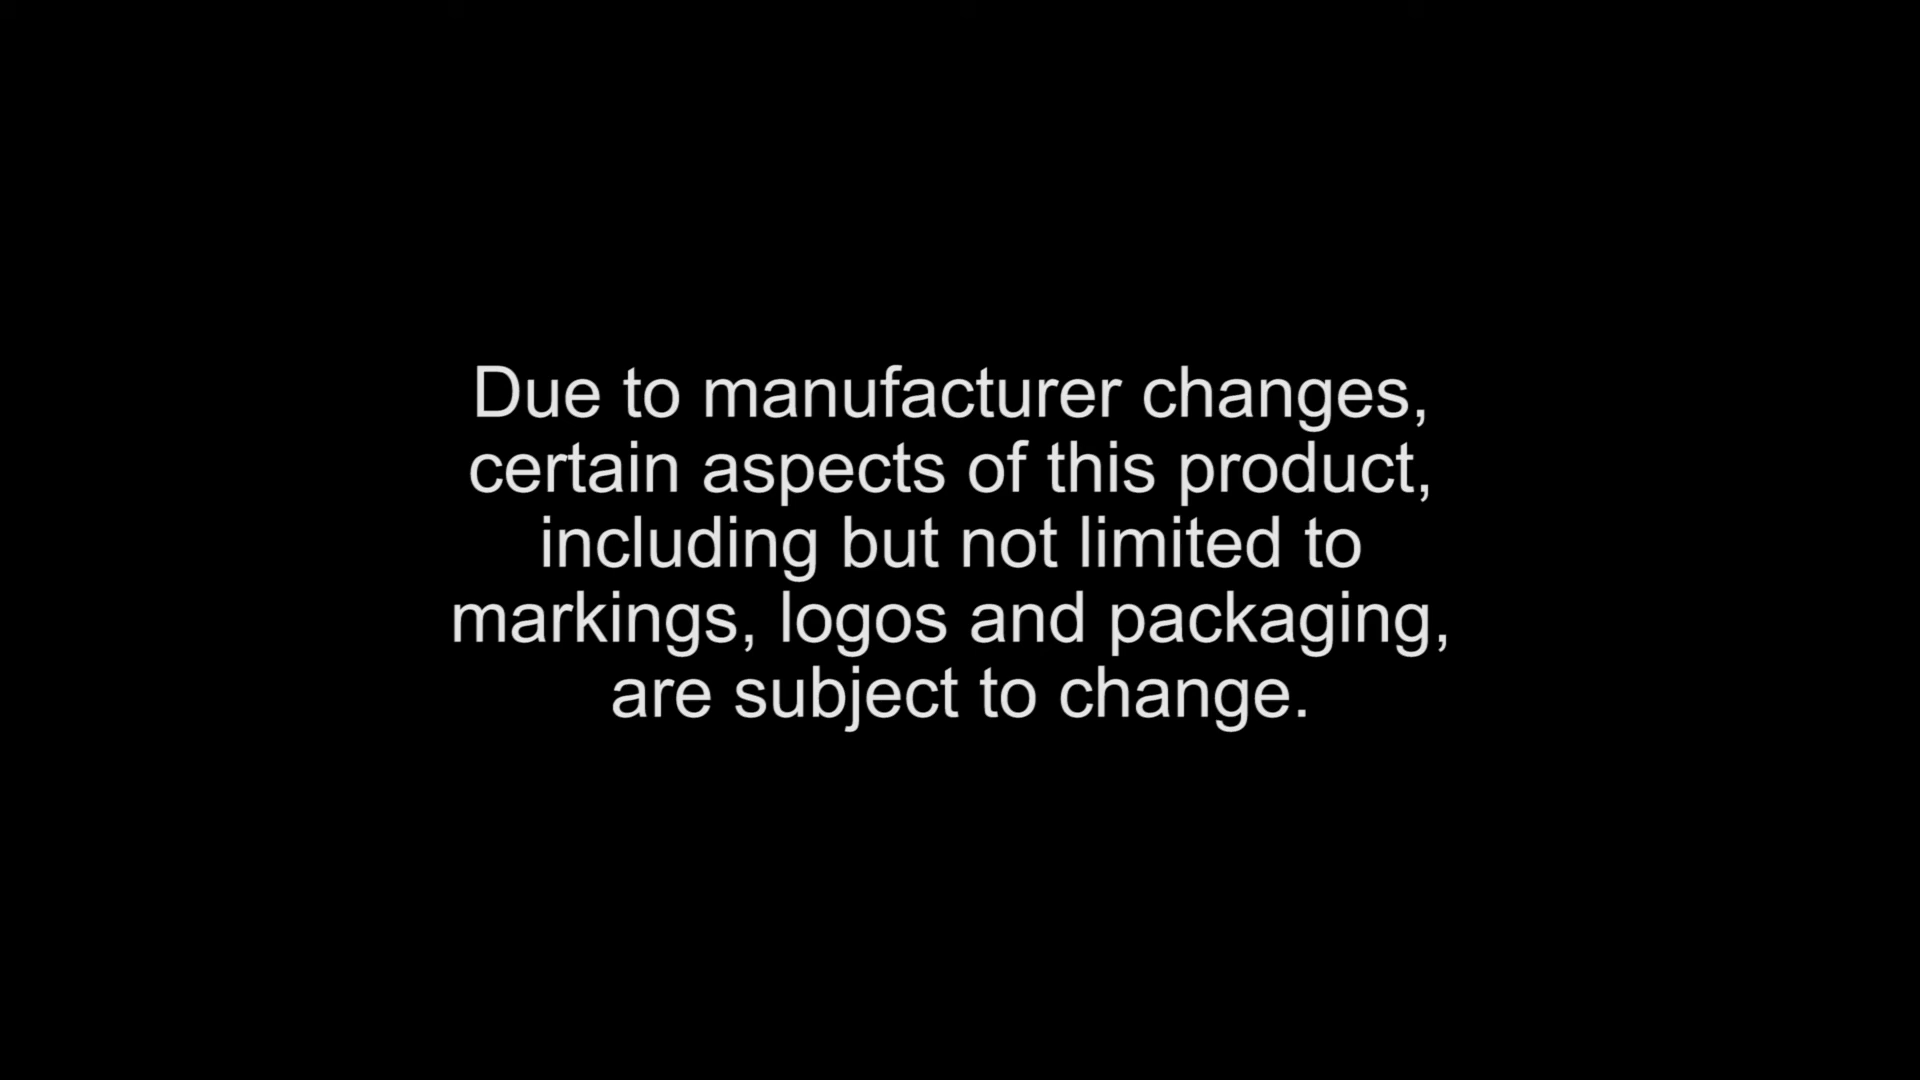 Due to manufacturer changes,
certain aspects of this product,
including but not limited to
markings, logos and packaging,
are subject to change.